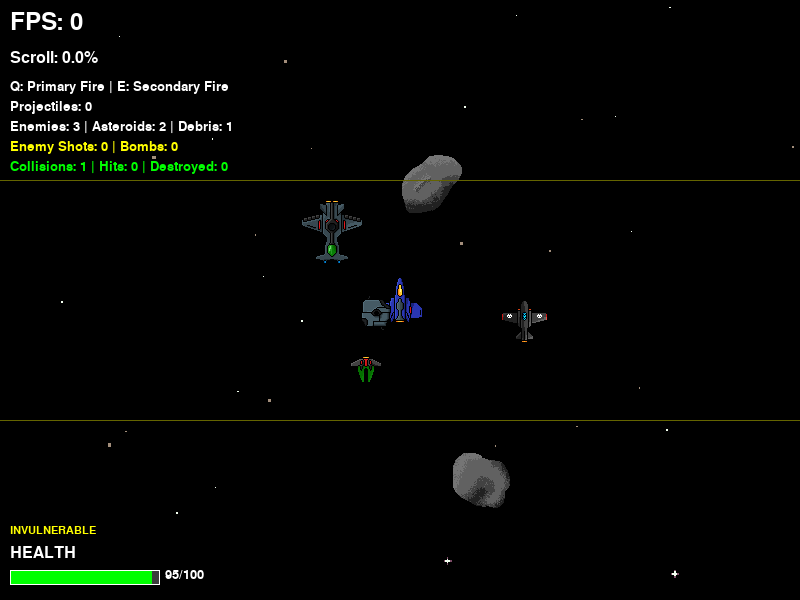 FPS: 0
Scroll: 0.0%
Q: Primary Fire | E: Secondary Fire
Projectiles: 0
Enemies: 3 | Asteroids: 2 | Debris: 1
Enemy Shots: 0 | Bombs: 0
Collisions: 1 | Hits: 0 | Destroyed: 0
INVULNERABLE
HEALTH
95/100